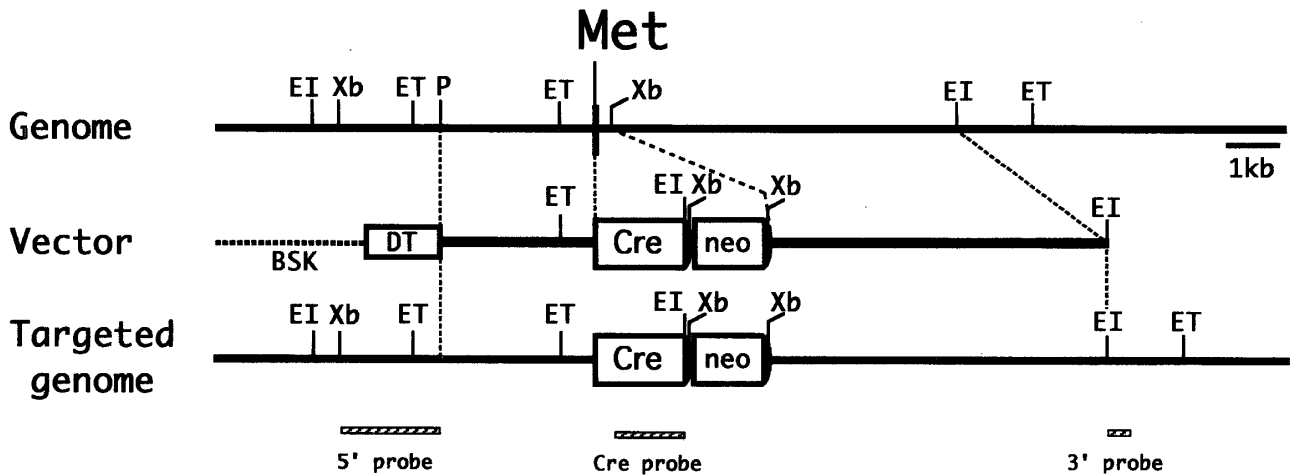 Met
EI Xb ET P ET Xb EI ET
Genome
1kb
ET EI Xb Xb EI
Vector DT Cre neo
BSK
EI Xb ET ET EI Xb Xb EI ET
Targeted
genome Cre neo
5' probe Cre probe 3' probe